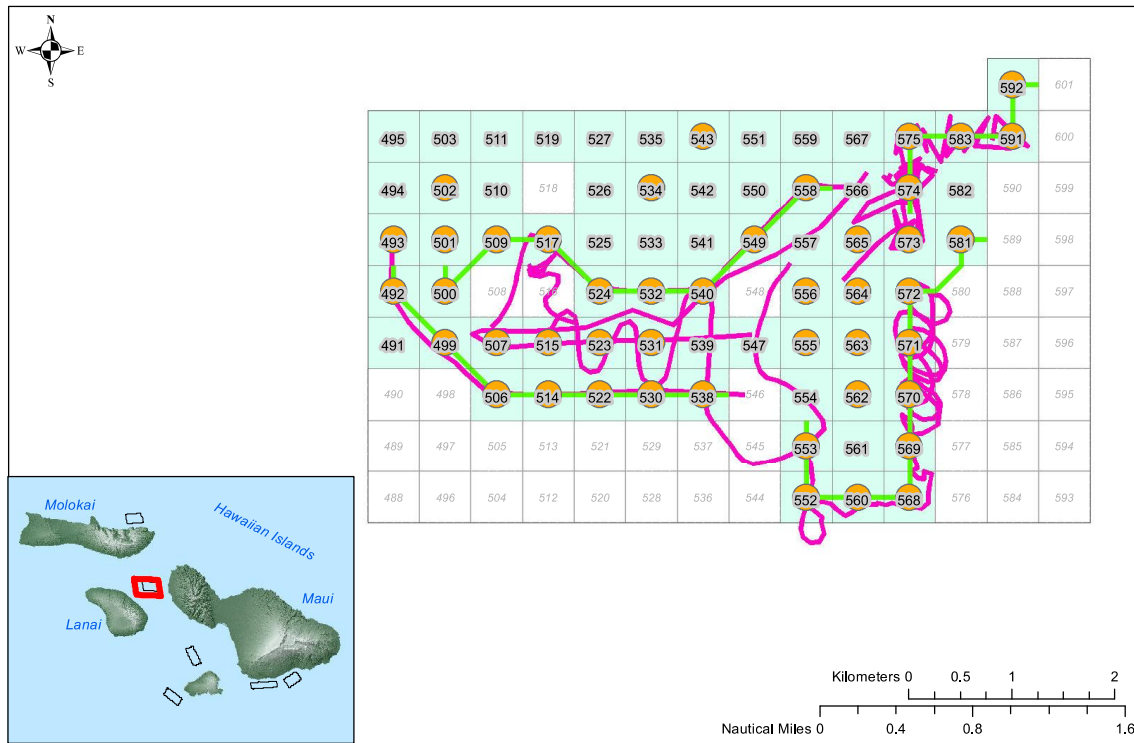 N
W E
S
592 601
495 503 511 519 527 535 543 551 559 567 575 583 591 600
494 502 510 518 526 534 542 550 558 566 574 582 590 599
493 501 509 517 525 533 541 549 557 565 573 581 589 598
492 500 508 516 524 532 540 548 556 564 572 580 588 597
491 499 507 515 523 531 539 547 555 563 571 579 587 596
490 498 506 514 522 530 538 546 554 562 570 578 586 595
489 497 505 513 521 529 537 545 553 561 569 577 585 594
488 496 504 512 520 528 536 544 552 560 568 576 584 593
Molokai
Hawaiian Islands
Lanai
Maui
Kilometers 0 0.5 1 2
Nautical Miles 0 0.4 0.8 1.6